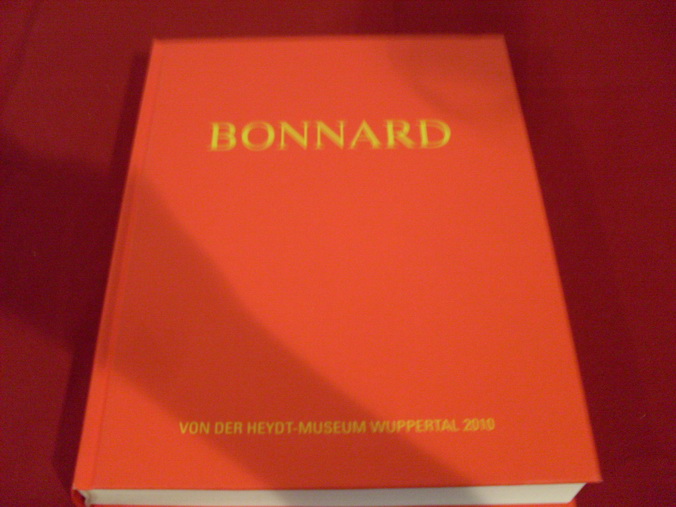 BONNARD
VON DER HEYDT-MUSEUM WUPPERTAL 2010